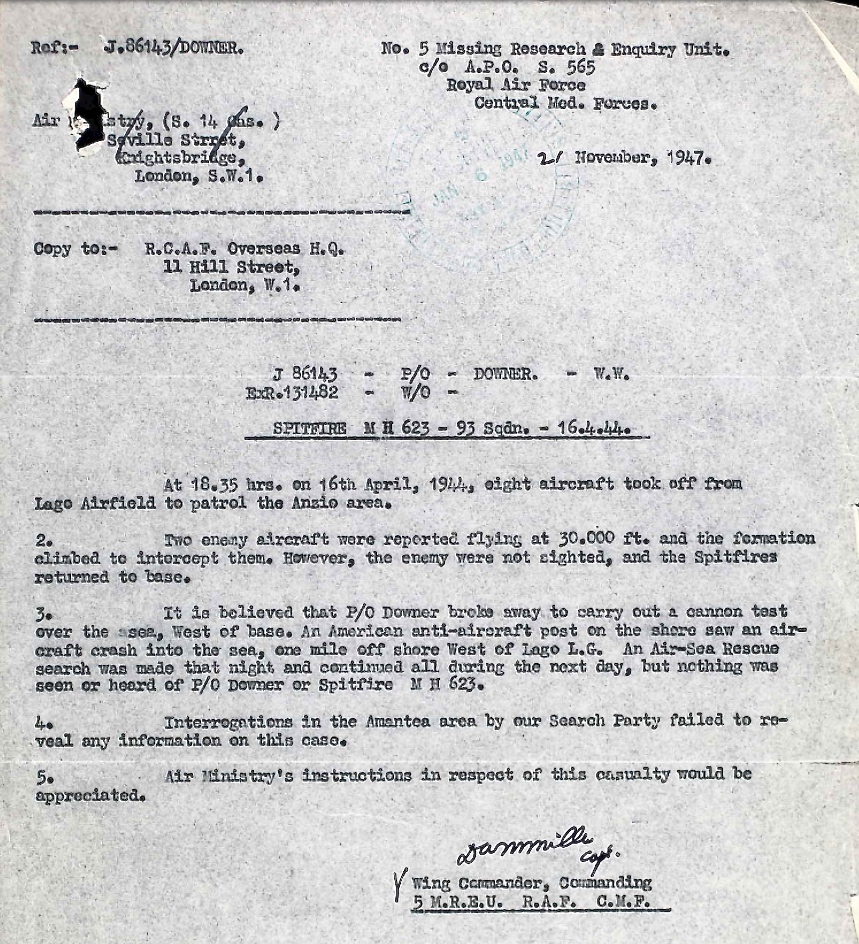 Ref:- J.86143/DOWNER.
No. 5 Missing Research & Enquiry Unit.
c/o A.P.O. S. 565
Royal Air Force
Central Med. Forces.
Air stry, (S. 14 Cas. )
Seville Strret,
Knightsbridge,
London, S.W.1.
21 November, 1947.
JAN 6
Copy to:- R.C.A.F. Overseas H.Q.
11 Hill Street,
London, W.1.
J 86143 - P/O - DOWNER. - W.W.
ExR.131482 - W/O -
SPITFIRE M H 623 - 93 Sqdn. - 16.4.44.
At 18.35 hrs. on 16th April, 1944, eight aircraft took off from
Lago Airfield to patrol the Anzio area.
2. Two enemy aircraft were reported flying at 30.000 ft. and the formation
climbed to intercept them. However, the enemy were not sighted, and the Spitfires
returned to base.
3. It is believed that P/O Downer broke away to carry out a cannon test
over the sea, West of base. An American anti-aircraft post on the shore saw an air-
craft crash into the sea, one mile off shore West of Lago L.G. An Air-Sea Rescue
search was made that night and continued all during the next day, but nothing was
seen or heard of P/O Downer or Spitfire M H 623.
4. Interrogations in the Amantea area by our Search Party failed to re-
veal any information on this case.
5. Air Ministry's instructions in respect of this casualty would be
appreciated.
Capt.
Wing Commander, Commanding
5 M.R.E.U. R.A.F. C.M.F.